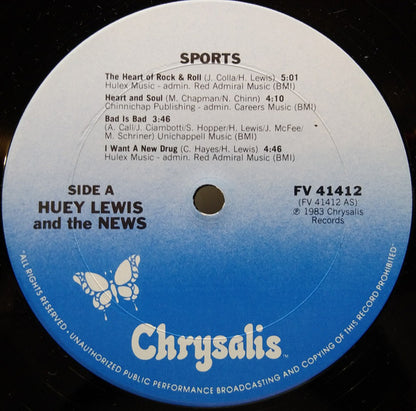 SPORTS
The Heart of Rock & Roll (J. Colla/H. Lewis) 5:01
Hulex Music - admin. Red Admiral Music (BMI)
Heart and Soul (M. Chapman/N. Chinn) 4:10
Chinnichap Publishing - admin. Careers Music (BMI)
Bad Is Bad 3:46
(A. Call/J. Ciambotti/S. Hopper/H. Lewis/J. McFee/
M. Schriner) Unichappell Music (BMI)
I Want A New Drug (C. Hayes/H. Lewis) 4:46
Hulex Music - admin. Red Admiral Music (BMI)
SIDE A
HUEY LEWIS
and the NEWS
FV 41412
(FV 41412 AS)
℗ 1983 Chrysalis
Records
Chrysalis™
"ALL RIGHTS RESERVED - UNAUTHORIZED PUBLIC PERFORMANCE BROADCASTING AND COPYING OF THIS RECORD PROHIBITED"